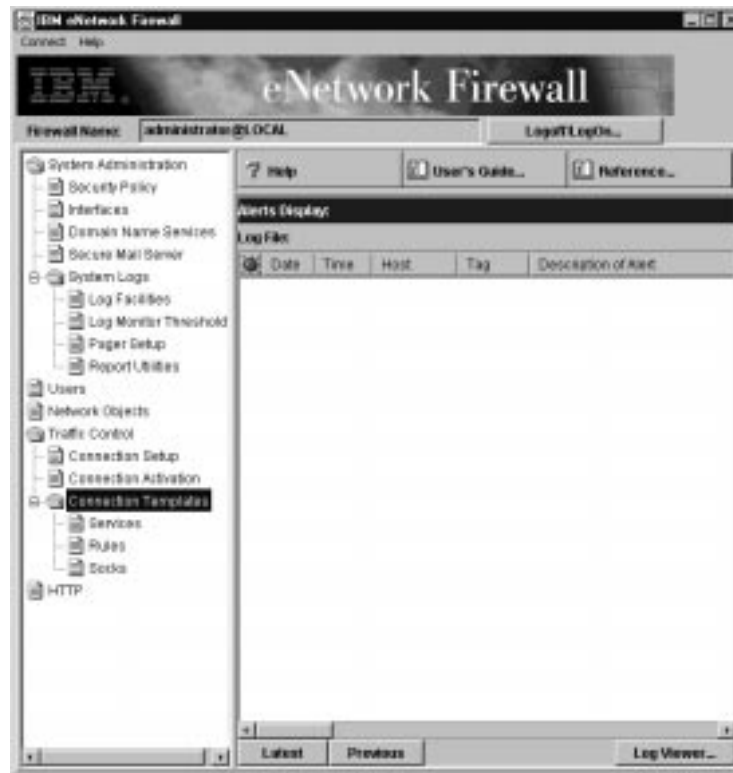 IBM eNetwork Firewall
Connect Help
IBM. eNetwork Firewall
Firewall Name: administrator@LOCAL Logoff/LogOn...
System Administration
Security Policy
Interfaces
Domain Name Services
Secure Mail Server
System Logs
Log Facilities
Log Monitor Threshold
Pager Setup
Report Utilities
Users
Network Objects
Traffic Control
Connection Setup
Connection Activation
Connection Templates
Services
Rules
Socks
HTTP
? Help User's Guide... Reference...
Alerts Display:
Log File:
Date Time Host Tag Description of Alert
Latest Previous Log Viewer...